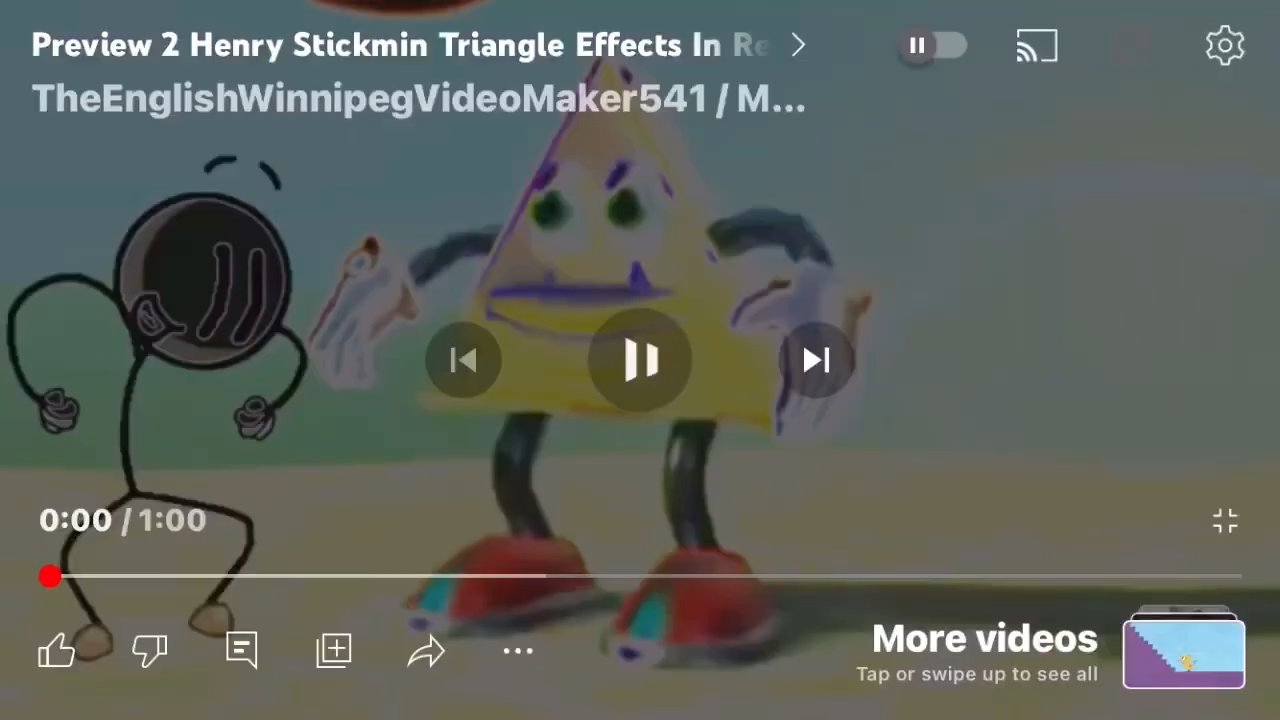 Preview 2 Henry Stickmin Triangle Effects In Re
TheEnglishWinnipegVideoMaker541 / M...
0:00 / 1:00
More videos
Tap or swipe up to see all